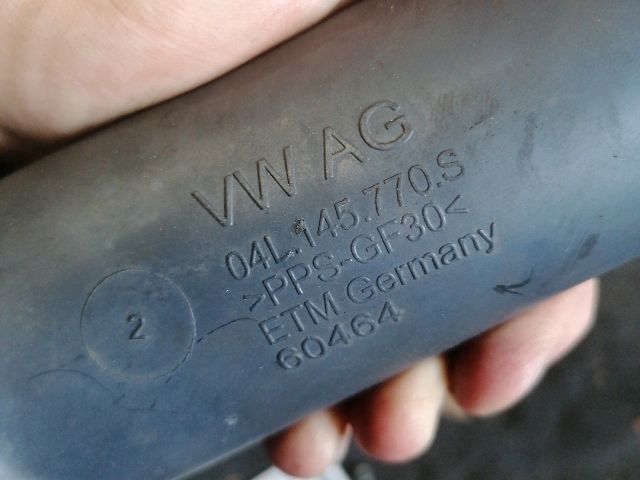 VW AG
04L.145.770.S
>PPS-GF30<
ETM Germany
60464
2